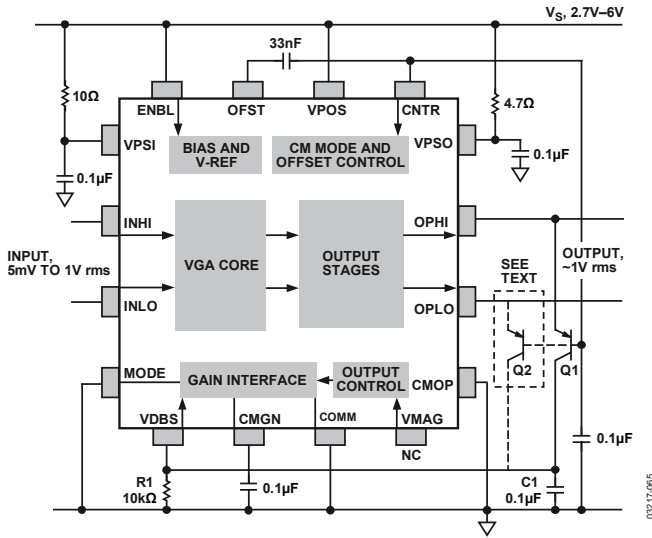 VS, 2.7V–6V
33nF
10Ω
4.7Ω
ENBL OFST VPOS CNTR
VPSI
BIAS AND
V-REF
CM MODE AND
OFFSET CONTROL
VPSO
0.1µF
0.1µF
INHI
OPHI
INPUT,
5mV TO 1V rms
VGA CORE
OUTPUT
STAGES
SEE
TEXT
OUTPUT,
~1V rms
INLO
OPLO
MODE
GAIN INTERFACE
OUTPUT
CONTROL
CMOP
Q2 Q1
VDBS CMGN COMM VMAG
NC
0.1µF
R1
10kΩ
0.1µF
C1
0.1µF
03217-065